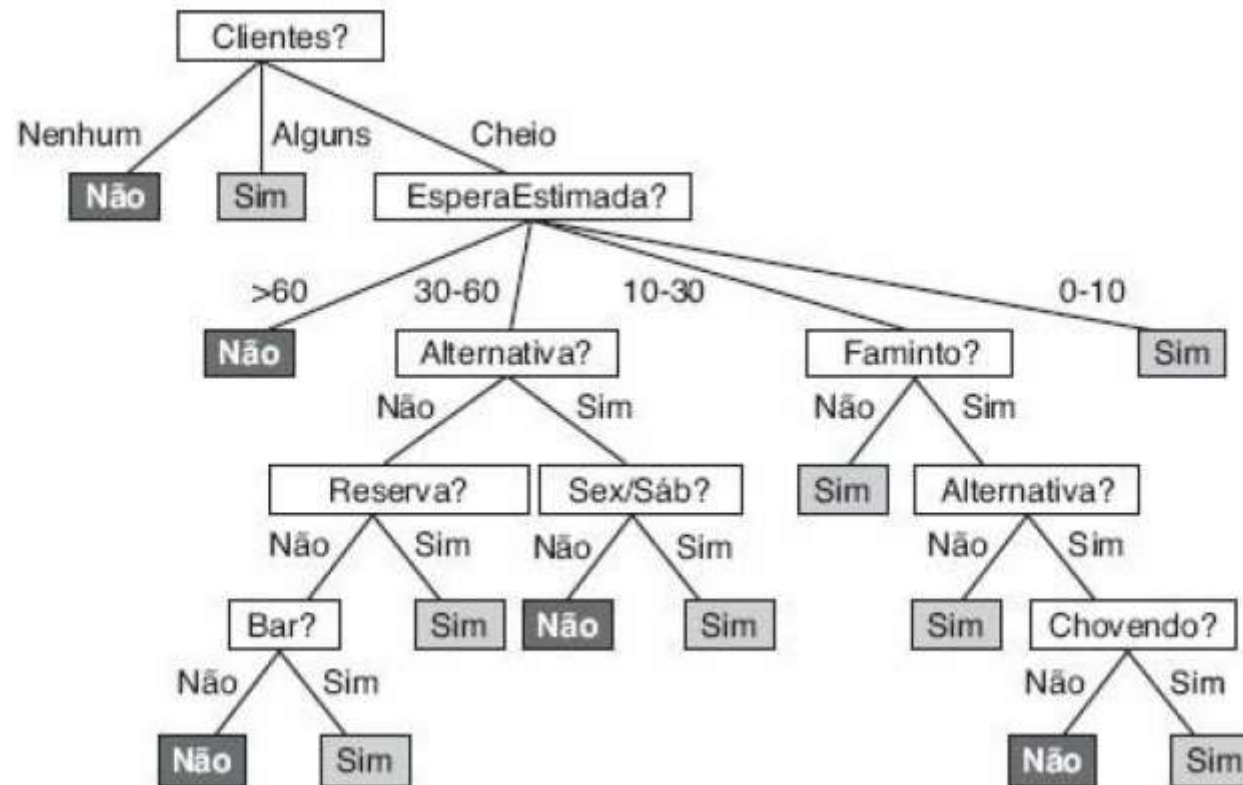 Clientes?
Nenhum Alguns Cheio
Não Sim EsperaEstimada?
>60 30-60 10-30 0-10
Não Alternativa? Faminto? Sim
Não Sim Não Sim
Reserva? Sex/Sáb? Sim Alternativa?
Não Sim Não Sim Não Sim
Bar? Sim Não Sim Sim Chovendo?
Não Sim Não Sim
Não Sim Não Sim